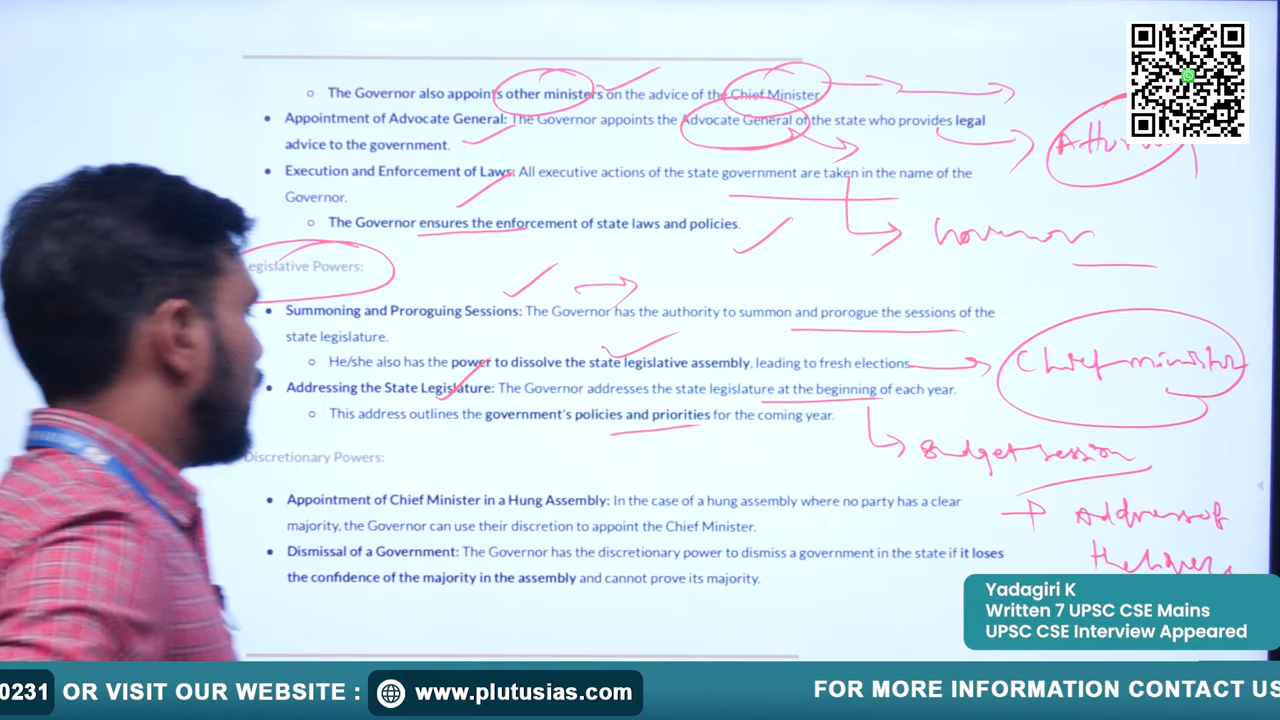 The Governor also appoints other ministers on the advice of the Chief Minister
Appointment of Advocate General: The Governor appoints the Advocate General of the state who provides legal
advice to the government.
Execution and Enforcement of Laws: All executive actions of the state government are taken in the name of the
Governor.
The Governor ensures the enforcement of state laws and policies.
Governor
egislative Powers:
Summoning and Proroguing Sessions: The Governor has the authority to summon and prorogue the sessions of the
state legislature.
He/she also has the power to dissolve the state legislative assembly, leading to fresh elections
Chief minister
Addressing the State Legislature: The Governor addresses the state legislature at the beginning of each year.
This address outlines the government's policies and priorities for the coming year.
Budget session
Discretionary Powers:
Appointment of Chief Minister in a Hung Assembly: In the case of a hung assembly where no party has a clear
majority, the Governor can use their discretion to appoint the Chief Minister.
Address of
Dismissal of a Government: The Governor has the discretionary power to dismiss a government in the state if it loses
the confidence of the majority in the assembly and cannot prove its majority.
Yadagiri K
Written 7 UPSC CSE Mains
UPSC CSE Interview Appeared
0231 OR VISIT OUR WEBSITE : www.plutusias.com FOR MORE INFORMATION CONTACT US